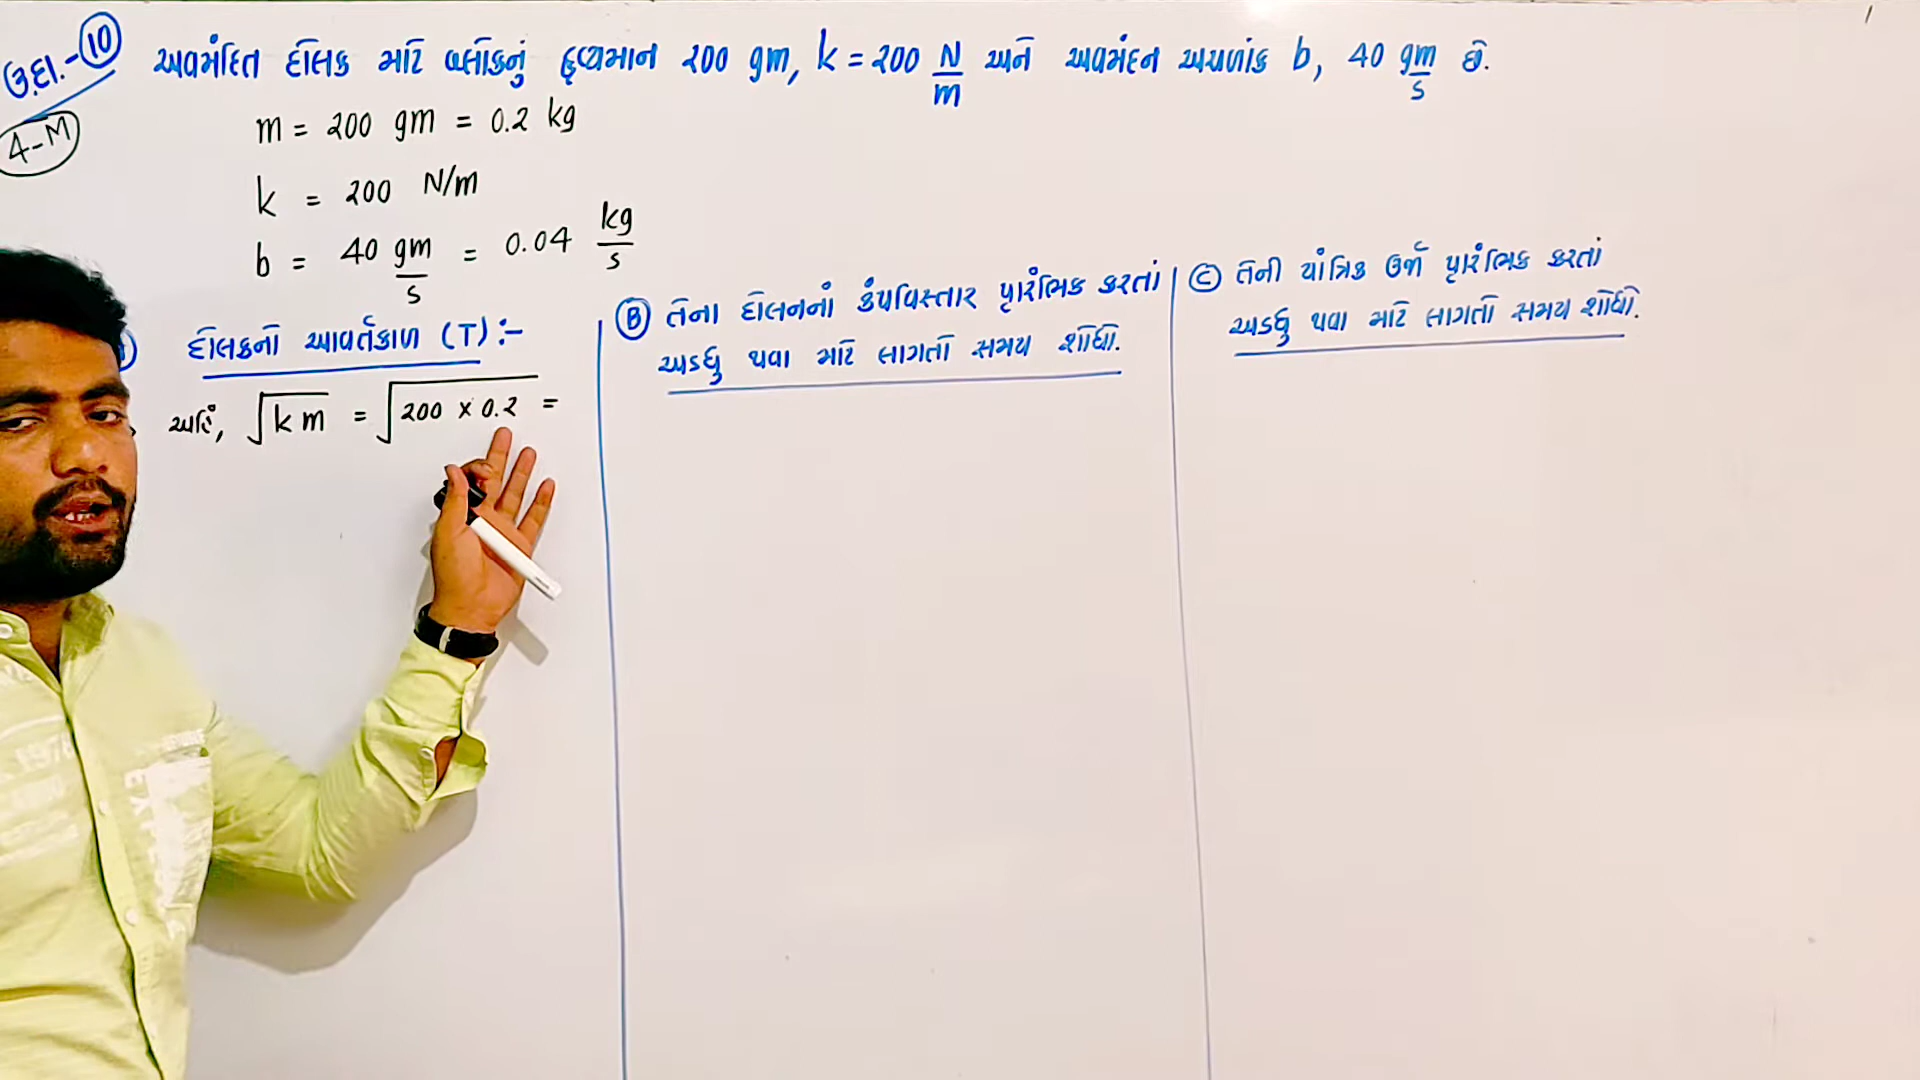 ઉદા.-10 અવમંદિત દોલક માટે બ્લોકનું દ્રવ્યમાન 200 gm, k = 200 N/m અને અવમંદન અચળાંક b, 40 gm/s છે.
4-M
m = 200 gm = 0.2 kg
k = 200 N/m
b = 40 gm/s = 0.04 kg/s
દોલકનો આવર્તકાળ (T) :-
અહિં, √km = √200 × 0.2 =
B તેના દોલનનો કંપવિસ્તાર પ્રારંભિક કરતાં
અડધુ થવા માટે લાગતો સમય શોધો.
C તેની યાંત્રિક ઉર્જા પ્રારંભિક કરતાં
અડધુ થવા માટે લાગતો સમય શોધો.